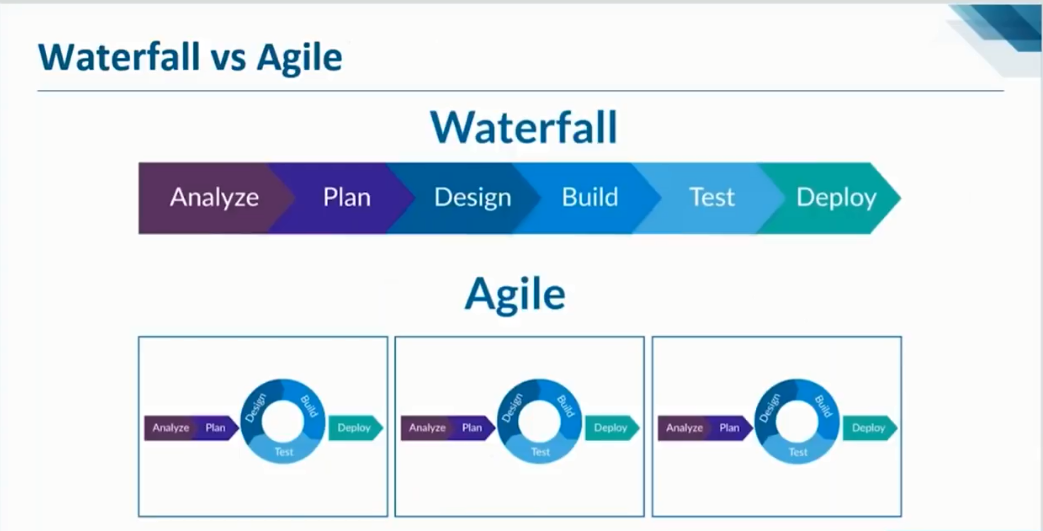 Waterfall vs Agile
Waterfall
Analyze Plan Design Build Test Deploy
Agile
Analyze Plan Design Build Test Deploy
Analyze Plan Design Build Test Deploy
Analyze Plan Design Build Test Deploy